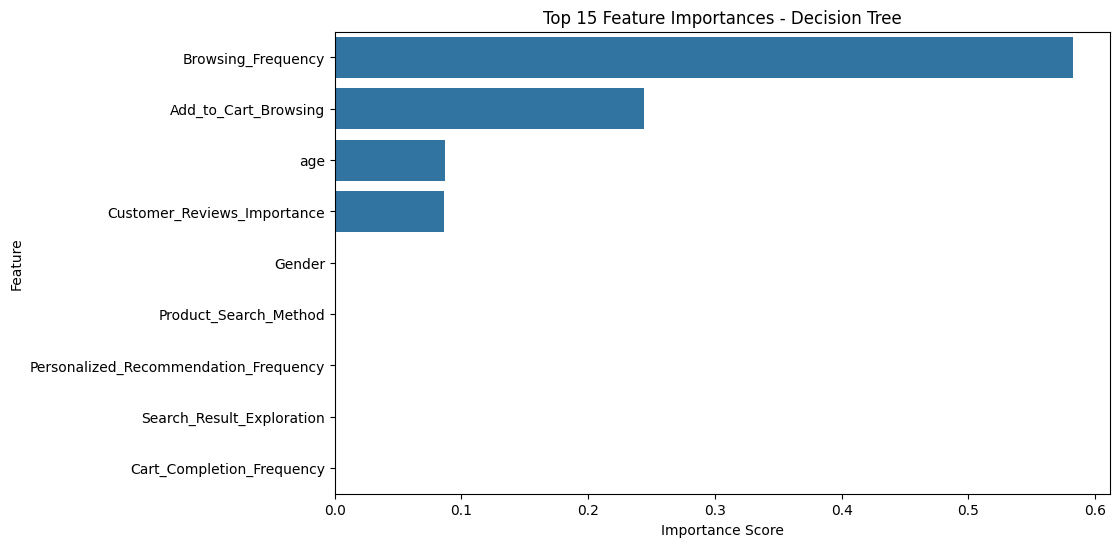 Top 15 Feature Importances - Decision Tree
Browsing_Frequency
Add_to_Cart_Browsing
age
Customer_Reviews_Importance
Gender
Product_Search_Method
Personalized_Recommendation_Frequency
Search_Result_Exploration
Cart_Completion_Frequency
Feature
0.0 0.1 0.2 0.3 0.4 0.5 0.6
Importance Score